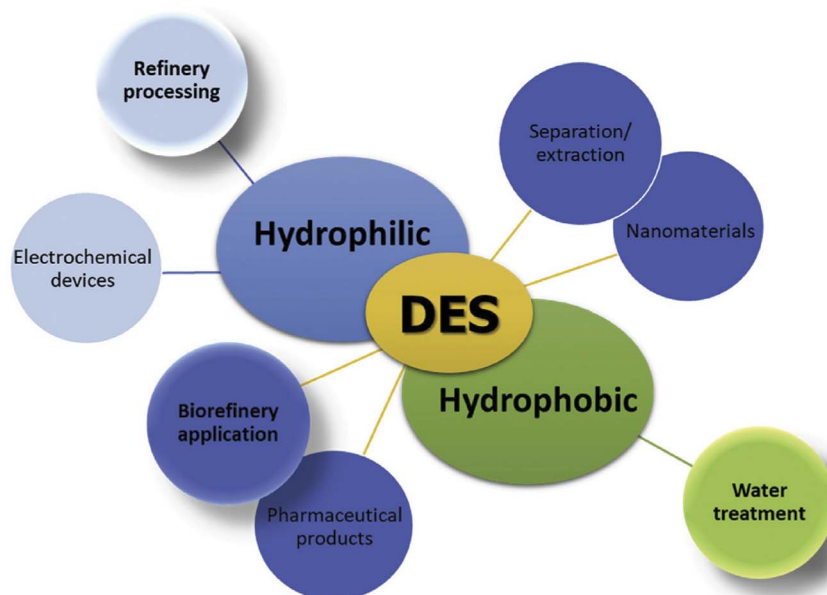 Refinery
processing
Separation/
extraction
Hydrophilic
Nanomaterials
Electrochemical
devices
DES
Hydrophobic
Biorefinery
application
Pharmaceutical
products
Water
treatment